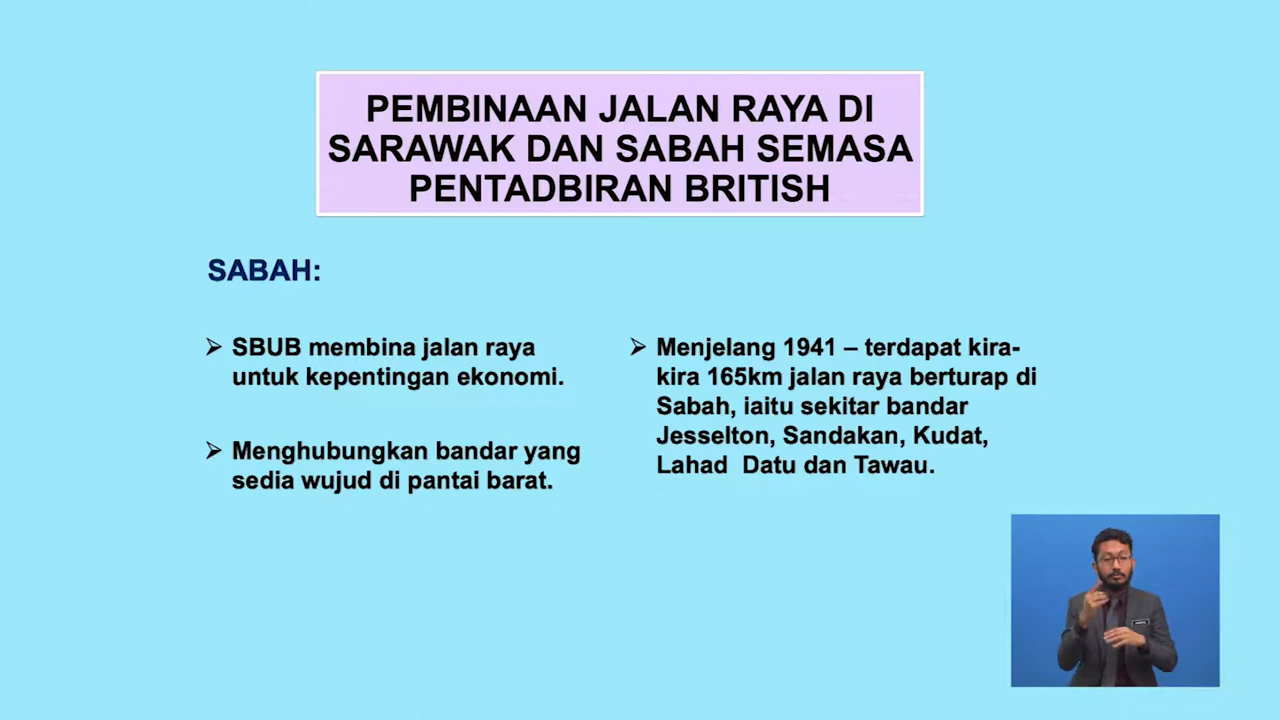 PEMBINAAN JALAN RAYA DI
SARAWAK DAN SABAH SEMASA
PENTADBIRAN BRITISH
SABAH:
➢ SBUB membina jalan raya
untuk kepentingan ekonomi.
➢ Menghubungkan bandar yang
sedia wujud di pantai barat.
➢ Menjelang 1941 – terdapat kira-
kira 165km jalan raya berturap di
Sabah, iaitu sekitar bandar
Jesselton, Sandakan, Kudat,
Lahad Datu dan Tawau.